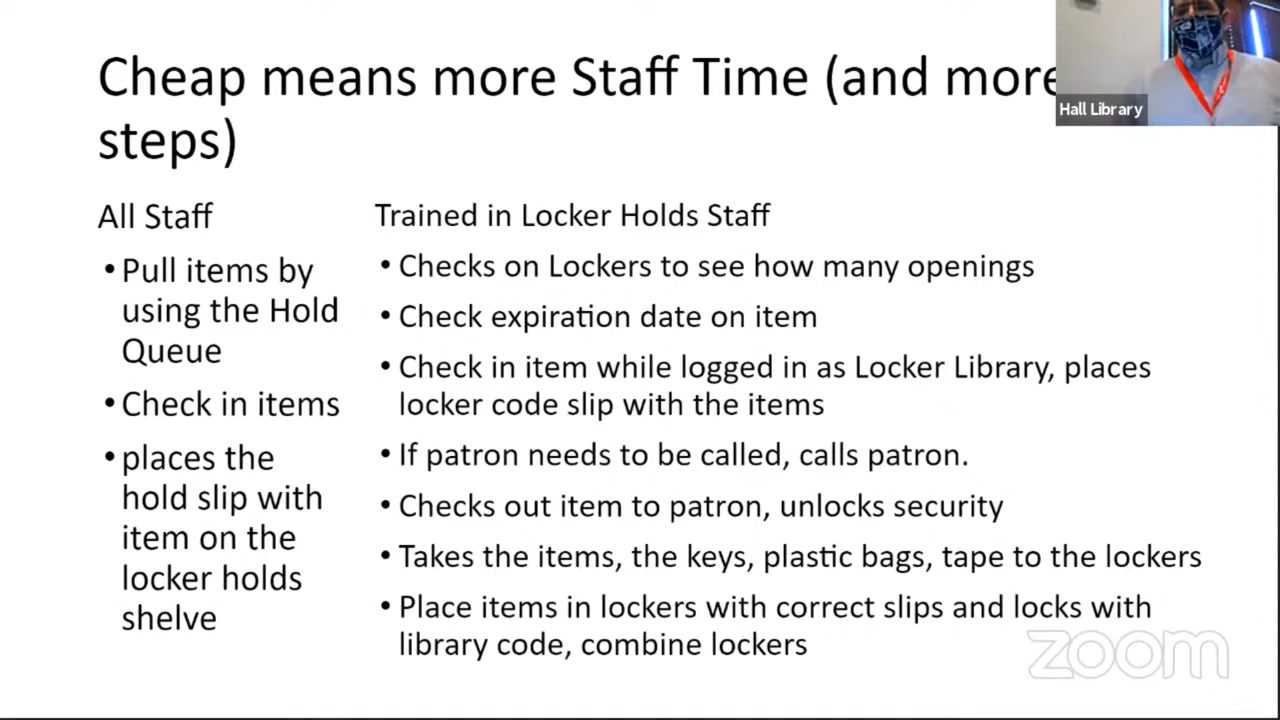 Cheap means more Staff Time (and more
steps)
Hall Library
All Staff
• Pull items by
using the Hold
Queue
• Check in items
• places the
hold slip with
item on the
locker holds
shelve
Trained in Locker Holds Staff
• Checks on Lockers to see how many openings
• Check expiration date on item
• Check in item while logged in as Locker Library, places
locker code slip with the items
• If patron needs to be called, calls patron.
• Checks out item to patron, unlocks security
• Takes the items, the keys, plastic bags, tape to the lockers
• Place items in lockers with correct slips and locks with
library code, combine lockers
zoom